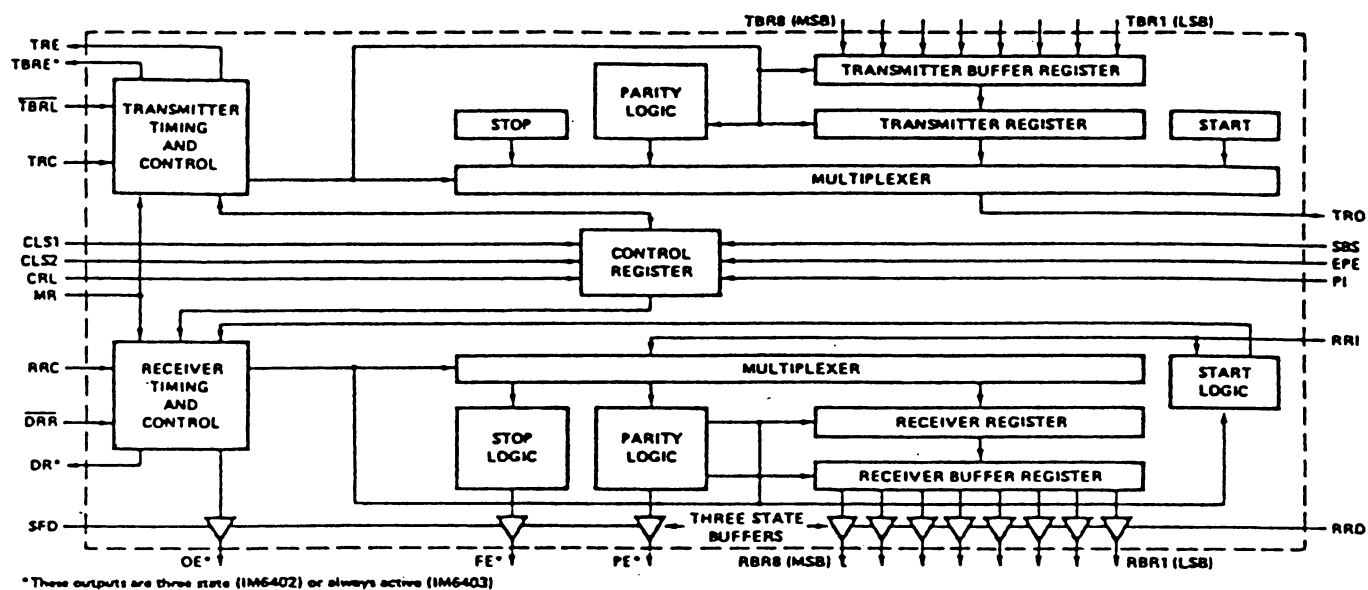 TBR8 (MSB)
TBR1 (LSB)
TRE
TBRE*
TRANSMITTER BUFFER REGISTER
TRANSMITTER
TIMING
AND
CONTROL
PARITY
LOGIC
TBRL
STOP
TRANSMITTER REGISTER
START
TRC
MULTIPLEXER
TRO
CLS1
CLS2
CRL
MR
CONTROL
REGISTER
SBS
EPE
PI
RRI
RRC
RECEIVER
TIMING
AND
CONTROL
MULTIPLEXER
START
LOGIC
DRR
STOP
LOGIC
PARITY
LOGIC
RECEIVER REGISTER
DR*
RECEIVER BUFFER REGISTER
SFD
THREE STATE
BUFFERS
RRD
OE*
FE*
PE*
RBR8 (MSB)
RBR1 (LSB)
*These outputs are three state (IM6402) or always active (IM6403)